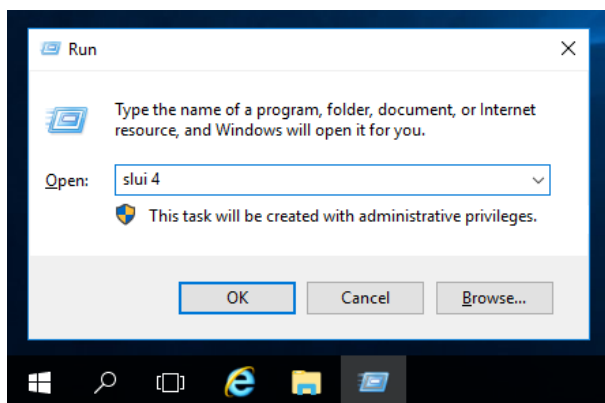 Run
Type the name of a program, folder, document, or Internet
resource, and Windows will open it for you.
Open: slui 4
This task will be created with administrative privileges.
OK Cancel Browse...